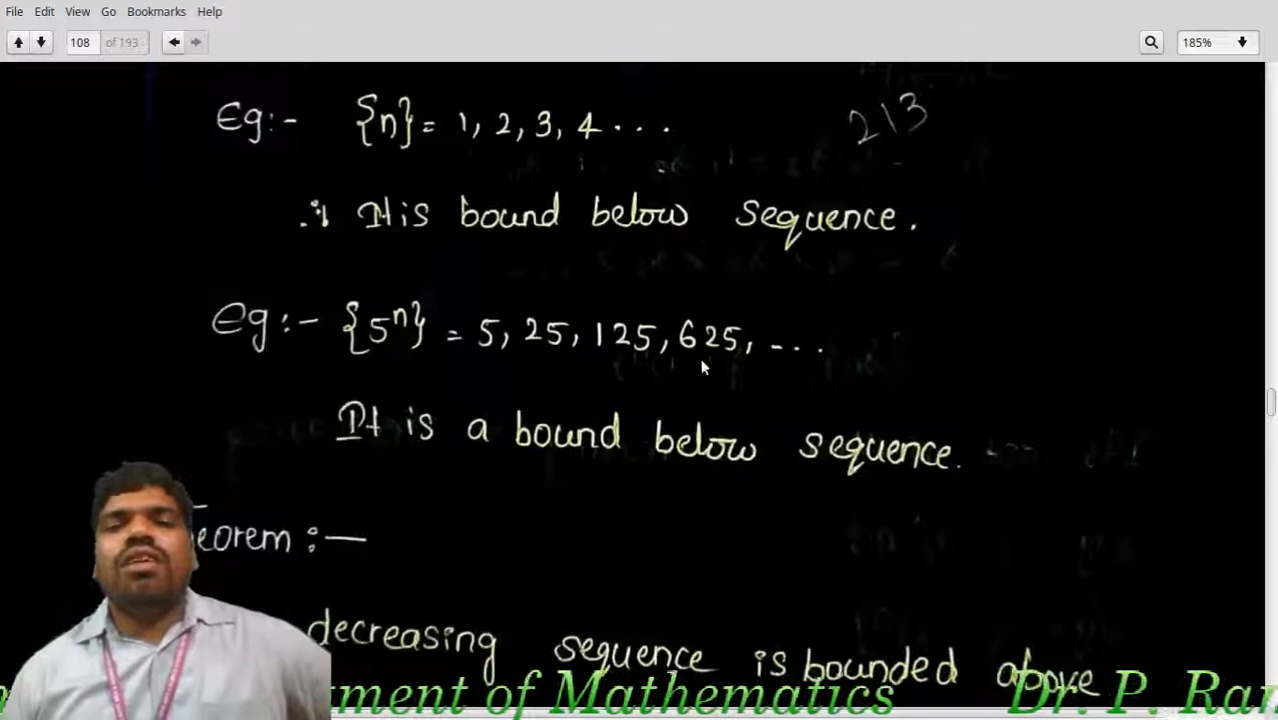 File Edit View Go Bookmarks Help
108 of 193 185%
Eg:- {n} = 1, 2, 3, 4 . . .
213
∴ It is bound below sequence.
Eg:- {5ⁿ} = 5, 25, 125, 625, - . . .
It is a bound below sequence.
eorem :—
decreasing sequence is bounded above
ment of Mathematics Dr. P. Ran